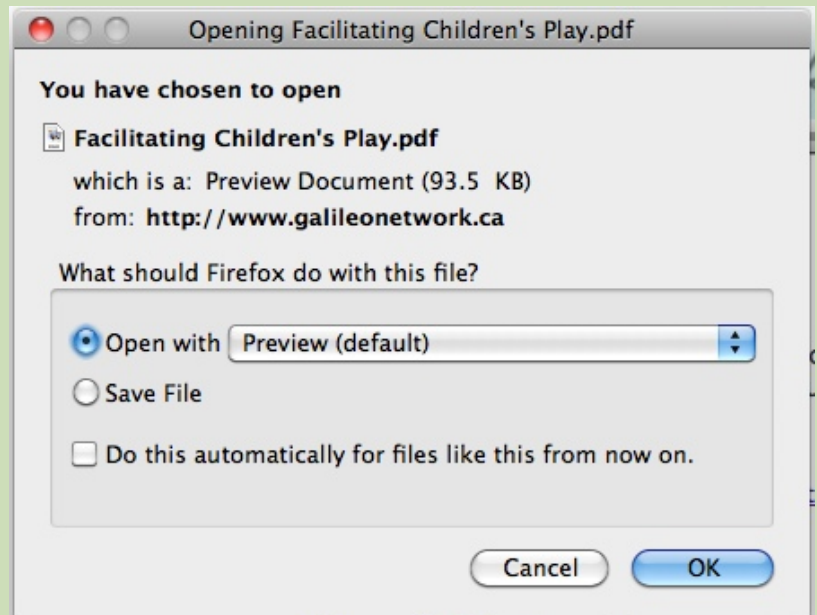 Opening Facilitating Children's Play.pdf
You have chosen to open
Facilitating Children's Play.pdf
which is a: Preview Document (93.5 KB)
from: http://www.galileonetwork.ca
What should Firefox do with this file?
Open with Preview (default)
Save File
Do this automatically for files like this from now on.
Cancel OK